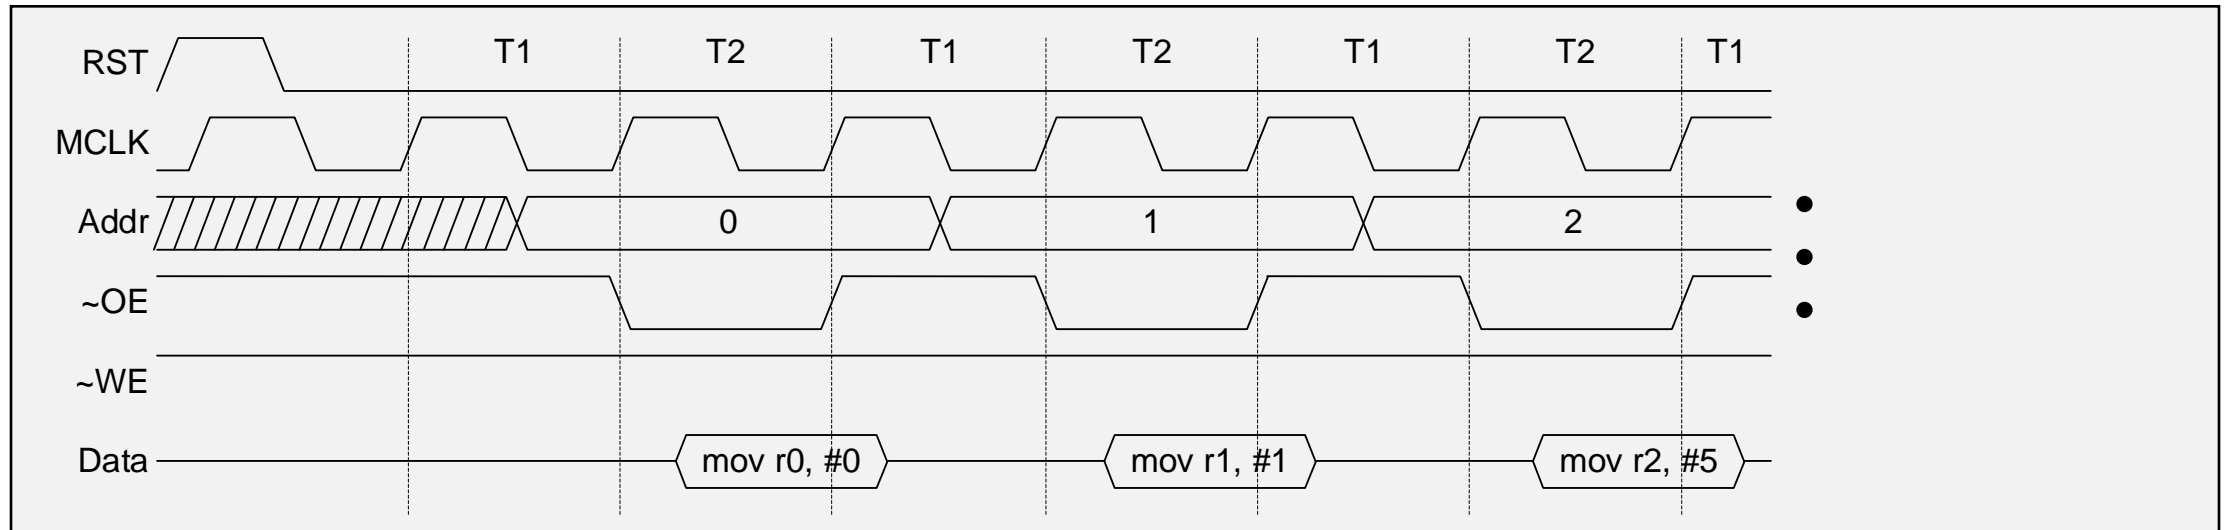 RST T1 T2 T1 T2 T1 T2 T1
MCLK
Addr 0 1 2
~OE
~WE
Data mov r0, #0 mov r1, #1 mov r2, #5